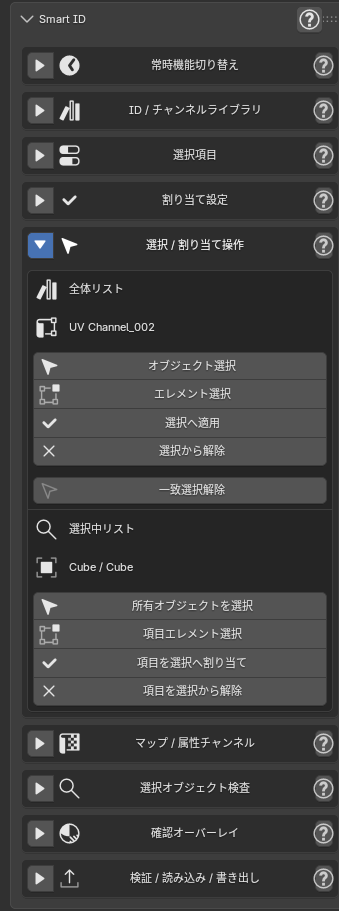 Smart ID
常時機能切り替え
ID / チャンネルライブラリ
選択項目
割り当て設定
選択 / 割り当て操作
全体リスト
UV Channel_002
オブジェクト選択
エレメント選択
選択へ適用
選択から解除
一致選択解除
選択中リスト
Cube / Cube
所有オブジェクトを選択
項目エレメント選択
項目を選択へ割り当て
項目を選択から解除
マップ / 属性チャンネル
選択オブジェクト検査
確認オーバーレイ
検証 / 読み込み / 書き出し